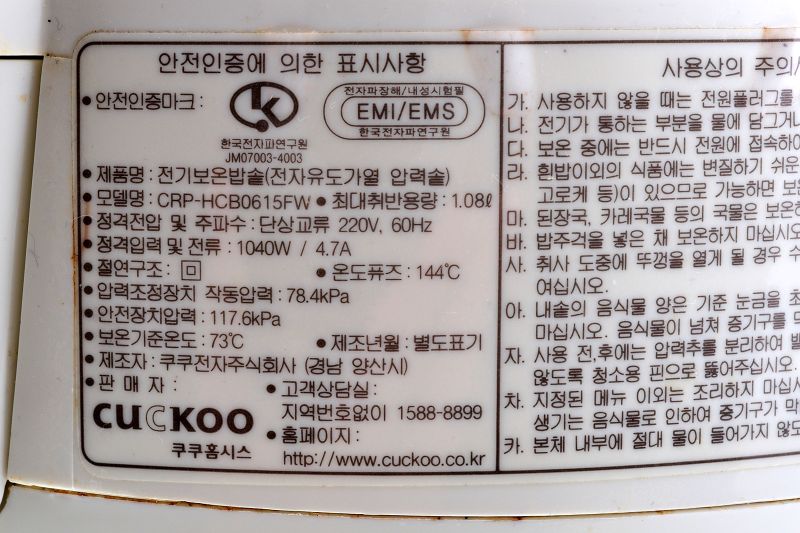 안전인증에 의한 표시사항
• 안전인증마크 :
한국전자파연구원
JM07003-4003
전자파장해/내성시험필
EMI/EMS
한국전자파연구원
• 제품명 : 전기보온밥솥(전자유도가열 압력솥)
• 모델명 : CRP-HCB0615FW • 최대취반용량 : 1.08ℓ
• 정격전압 및 주파수 : 단상교류 220V, 60Hz
• 정격입력 및 전류 : 1040W / 4.7A
• 절연구조 : • 온도퓨즈 : 144℃
• 압력조정장치 작동압력 : 78.4kPa
• 안전장치압력 : 117.6kPa
• 보온기준온도 : 73℃ • 제조년월 : 별도표기
• 제조자 : 쿠쿠전자주식회사 (경남 양산시)
• 판 매 자 :
CUCKOO
쿠쿠홈시스
• 고객상담실 :
지역번호없이 1588-8899
• 홈페이지 :
http://www.cuckoo.co.kr
사용상의 주의
가. 사용하지 않을 때는 전원플러그를
나. 전기가 통하는 부분을 물에 담그거나
다. 보온 중에는 반드시 전원에 접속하여
라. 흰밥이외의 식품에는 변질하기 쉬운
고로케 등)이 있으므로 가능하면
마. 된장국, 카레국물 등의 국물은 보온하
바. 밥주걱을 넣은 채 보온하지 마십시오
사. 취사 도중에 뚜껑을 열게 될 경우
여십시오.
아. 내솥의 음식물 양은 기준 눈금을
마십시오. 음식물이 넘쳐 증기구를
자. 사용 전,후에는 압력추를 분리하여
않도록 청소용 핀으로 뚫어주십시오.
차. 지정된 메뉴 이외는 조리하지 마십시
생기는 음식물로 인하여 증기구가 막
카. 본체 내부에 절대 물이 들어가지 않도